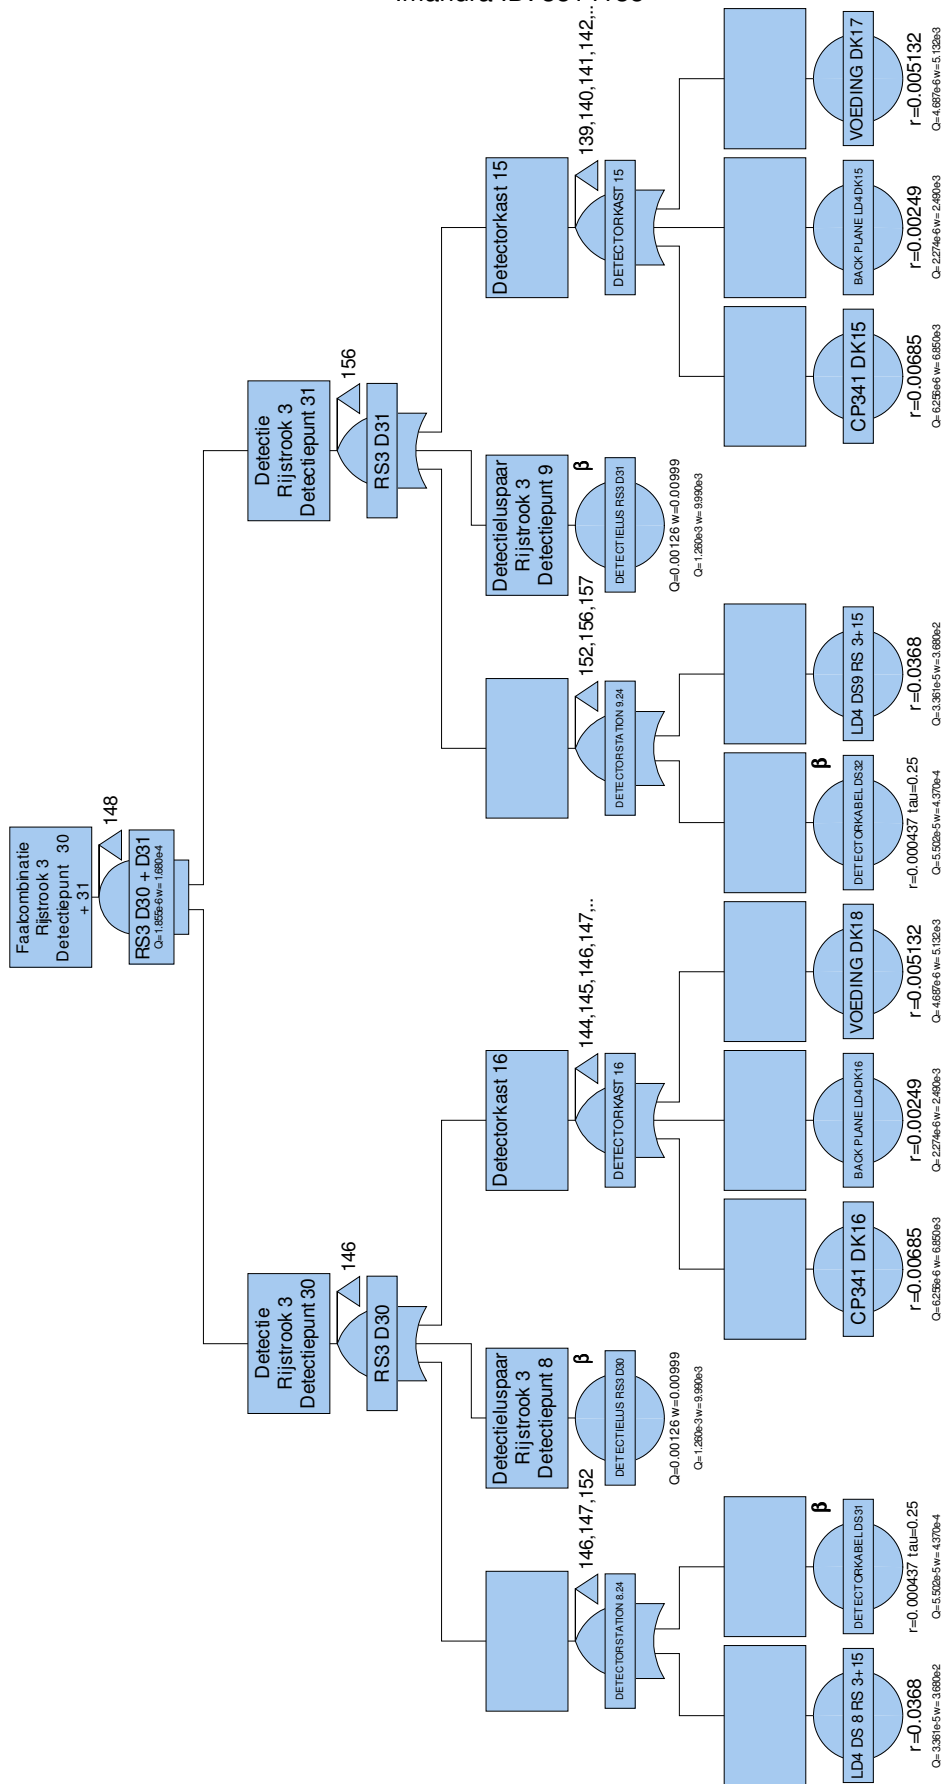 Faalcombinatie
Rijstrook 3
Detectiepunt 30
+ 31
148
RS3 D30 + D31
Q=1.855e-6 w=1.680e-4
Detectie
Rijstrook 3
Detectiepunt 30
146
RS3 D30
Detectie
Rijstrook 3
Detectiepunt 31
156
RS3 D31
146,147,152
DETECTORSTATION 8.24
Detectieluspaar
Rijstrook 3
Detectiepunt 8
β
DETECTIELUS RS3 D30
Q=0.00126 w=0.00999
Q=1.260e-3 w=9.990e-3
Detectorkast 16
144,145,146,147,..
DETECTORKAST 16
152,156,157
DETECTORSTATION 9.24
Detectieluspaar
Rijstrook 3
Detectiepunt 9
β
DETECTIELUS RS3 D31
Q=0.00126 w=0.00999
Q=1.260e-3 w=9.990e-3
Detectorkast 15
139,140,141,142,..
DETECTORKAST 15
LD4 DS 8 RS 3+15
r=0.0368
Q=3.361e-5 w=3.680e-2
β
DETECTORKABEL DS31
r=0.000437 tau=0.25
Q=5.502e-5 w=4.370e-4
CP341 DK16
r=0.00685
Q=6.256e-6 w=6.850e-3
BACK PLANE LD4 DK16
r=0.00249
Q=2.274e-6 w=2.490e-3
VOEDING DK18
r=0.005132
Q=4.687e-6 w=5.132e-3
β
DETECTORKABEL DS32
r=0.000437 tau=0.25
Q=5.502e-5 w=4.370e-4
LD4 DS9 RS 3+15
r=0.0368
Q=3.361e-5 w=3.680e-2
CP341 DK15
r=0.00685
Q=6.256e-6 w=6.850e-3
BACK PLANE LD4 DK15
r=0.00249
Q=2.274e-6 w=2.490e-3
VOEDING DK17
r=0.005132
Q=4.687e-6 w=5.132e-3